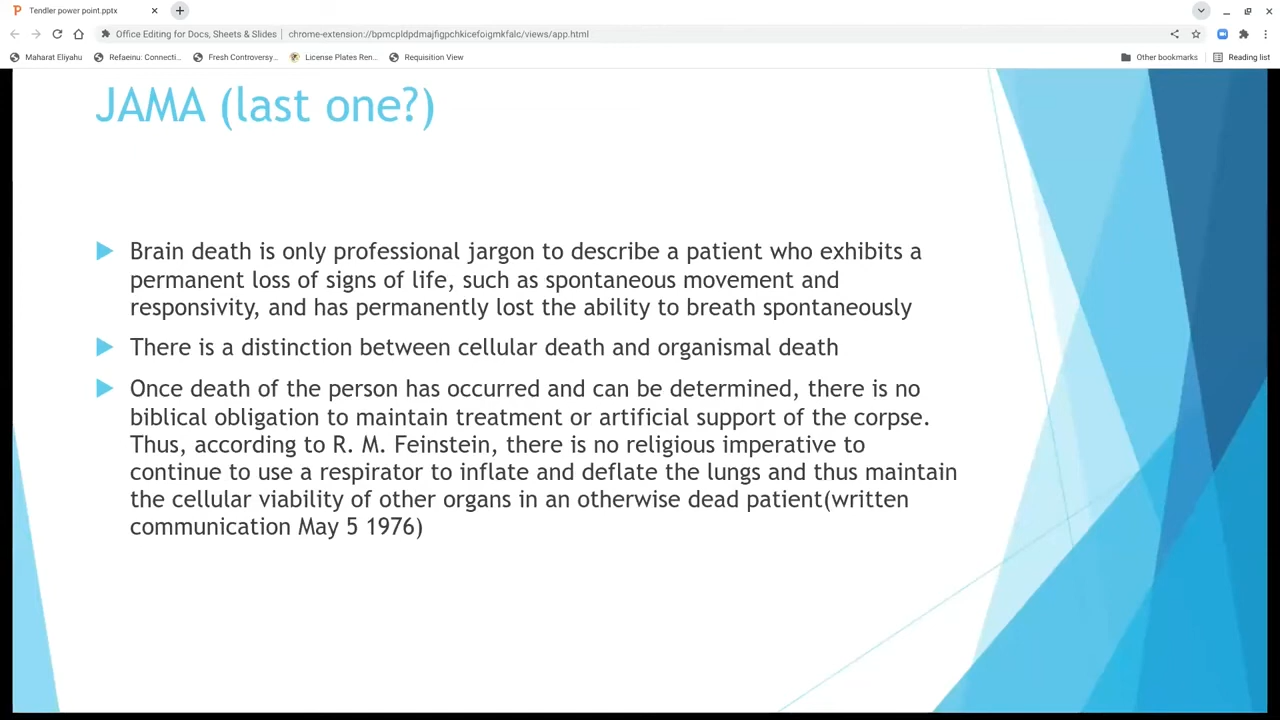 Tendler power point.pptx
Office Editing for Docs, Sheets & Slides
chrome-extension://bpmcpldpdmajfigpchkicefoigmkfalc/views/app.html
Maharat Eliyahu
Refaeinu: Connecti...
Fresh Controversy...
License Plates Ren...
Requisition View
Other bookmarks
Reading list
JAMA (last one?)
Brain death is only professional jargon to describe a patient who exhibits a
permanent loss of signs of life, such as spontaneous movement and
responsivity, and has permanently lost the ability to breath spontaneously
There is a distinction between cellular death and organismal death
Once death of the person has occurred and can be determined, there is no
biblical obligation to maintain treatment or artificial support of the corpse.
Thus, according to R. M. Feinstein, there is no religious imperative to
continue to use a respirator to inflate and deflate the lungs and thus maintain
the cellular viability of other organs in an otherwise dead patient(written
communication May 5 1976)